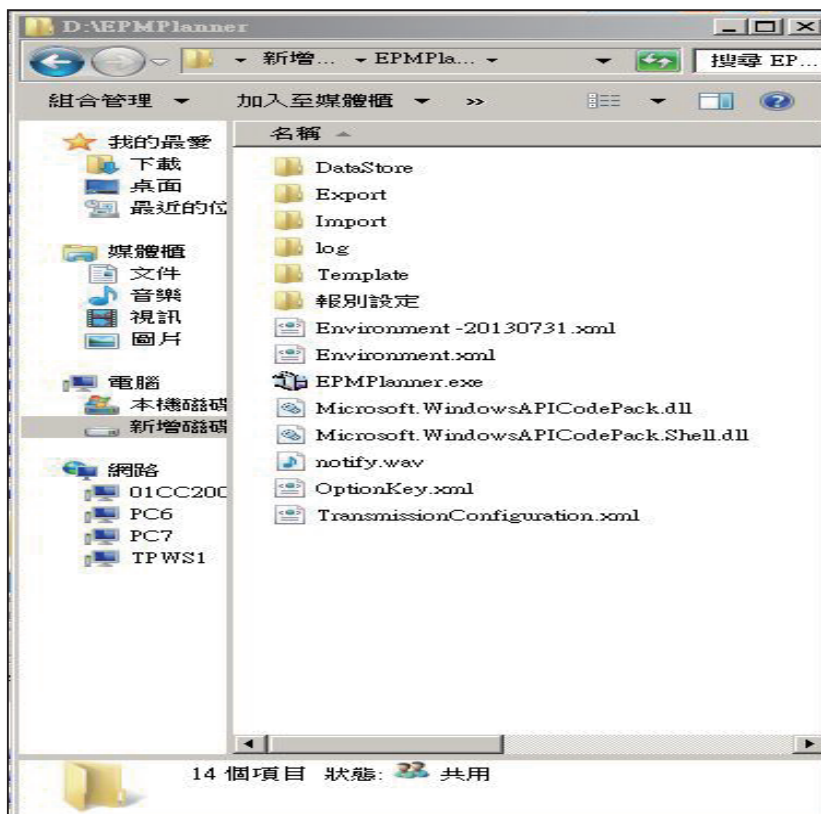 D:\EPMPlanner
新增... EPMPla... 搜尋 EP...
組合管理 加入至媒體櫃 »
我的最愛
下載
桌面
最近的位
媒體櫃
文件
音樂
視訊
圖片
電腦
本機磁碟
新增磁碟
網路
01CC200
PC6
PC7
TPWS1
名稱
DataStore
Export
Import
log
Template
報別設定
Environment -20130731.xml
Environment.xml
EPMPlanner.exe
Microsoft.WindowsAPICodePack.dll
Microsoft.WindowsAPICodePack.Shell.dll
notify.wav
OptionKey.xml
TransmissionConfiguration.xml
14 個項目 狀態: 共用